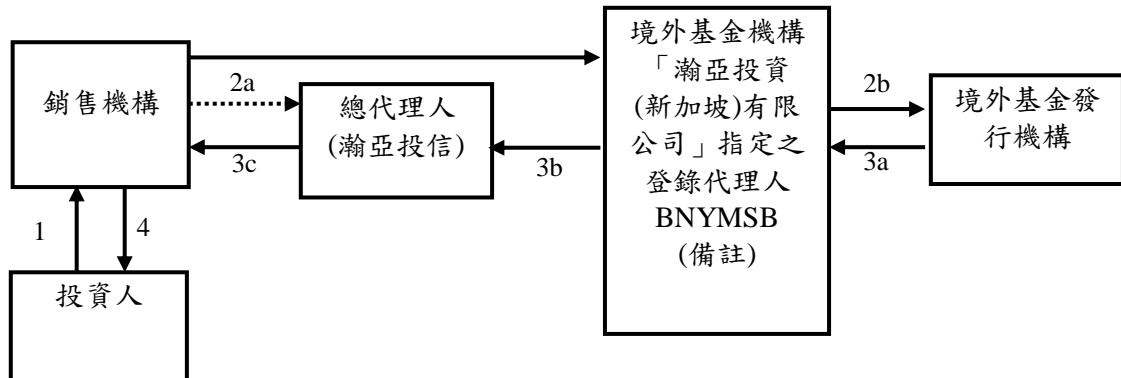 銷售機構
2a
總代理人
(瀚亞投信)
3c
3b
境外基金機構
「瀚亞投資
(新加坡)有限
公司」指定之
登錄代理人
BNYMSB
(備註)
2b
3a
境外基金發
行機構
1
4
投資人